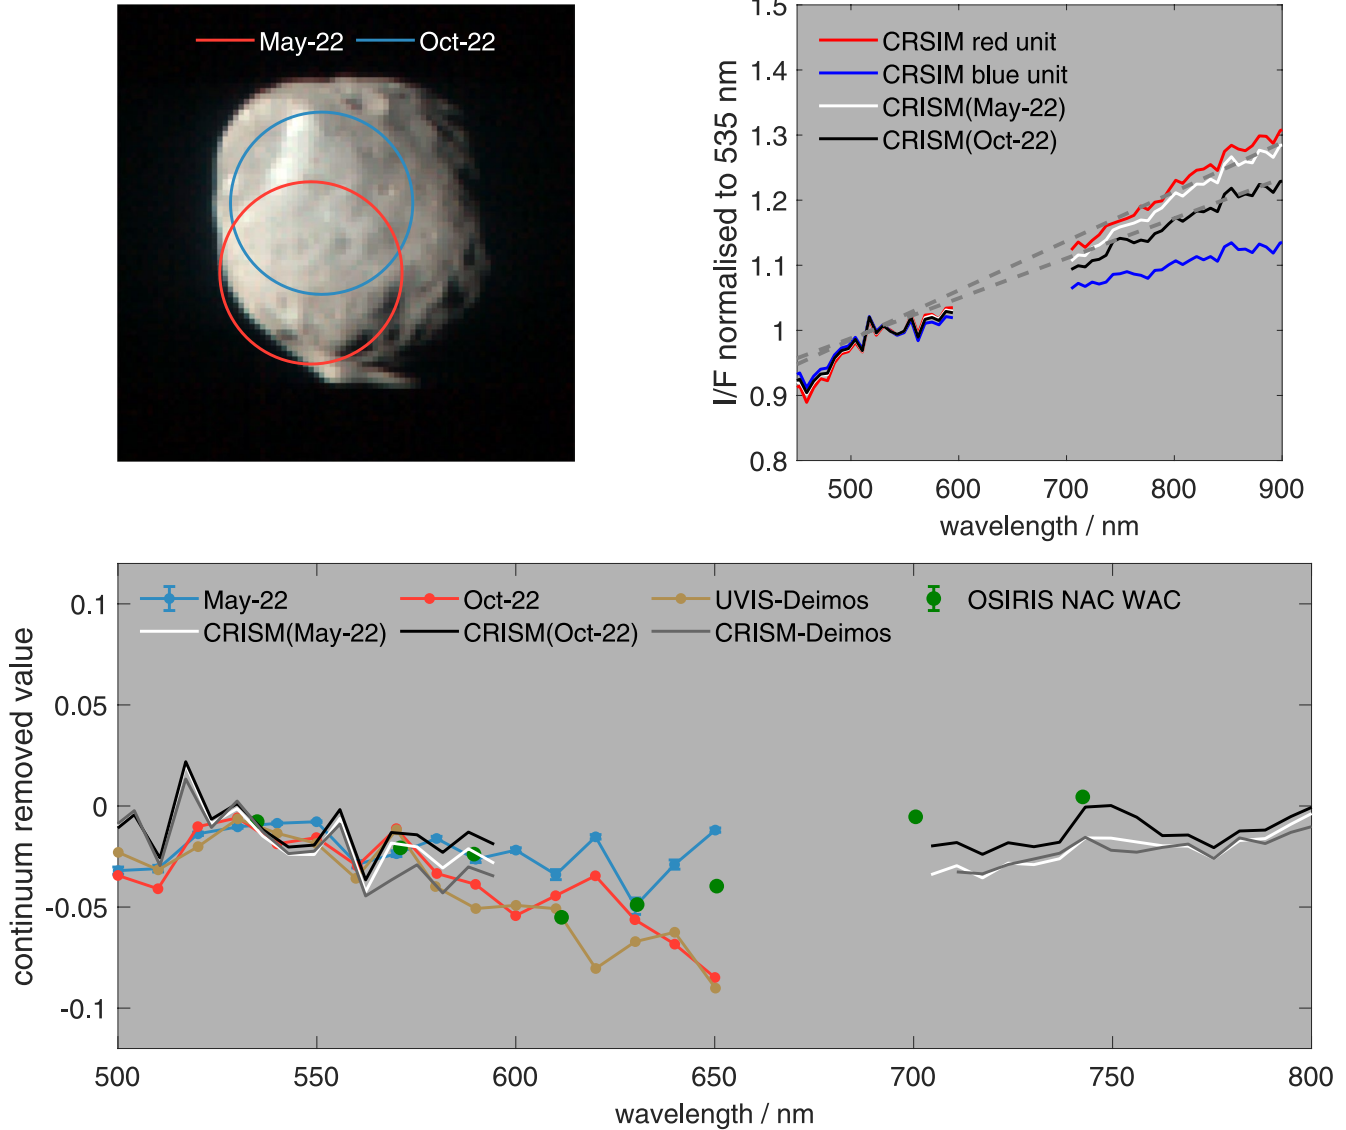 May-22 Oct-22
I/F normalised to 535 nm
1.5
1.4
1.3
1.2
1.1
1
0.9
0.8
CRSIM red unit
CRSIM blue unit
CRISM(May-22)
CRISM(Oct-22)
500 600 700 800 900
wavelength / nm
continuum removed value
0.1
0.05
0
-0.05
-0.1
May-22 Oct-22 UVIS-Deimos OSIRIS NAC WAC
CRISM(May-22) CRISM(Oct-22) CRISM-Deimos
500 550 600 650 700 750 800
wavelength / nm